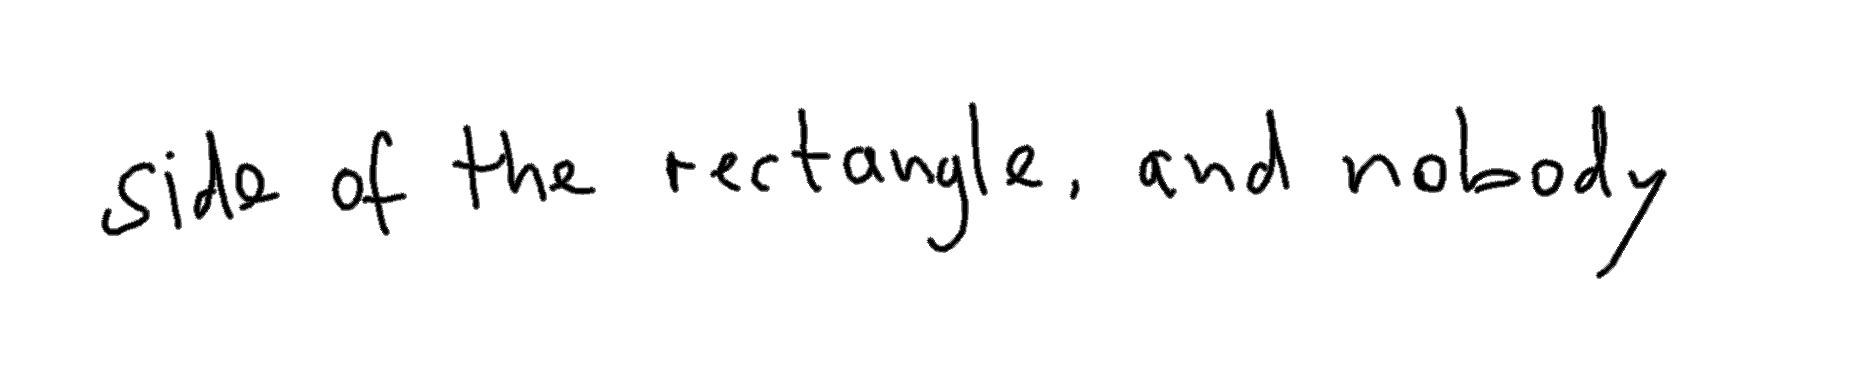 side of the rectangle, and nobody